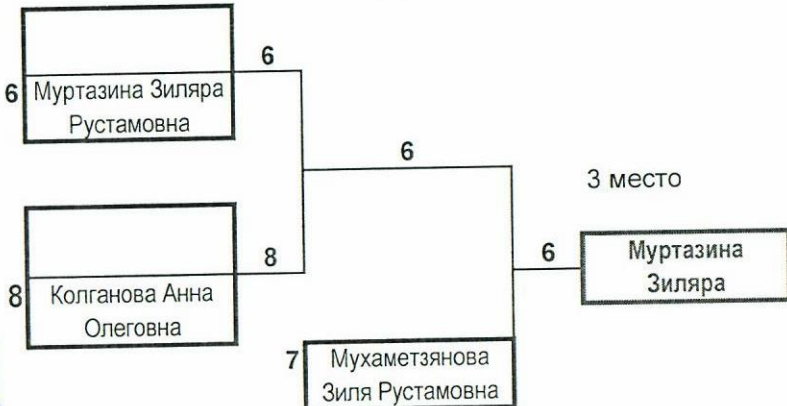 6
6 Муртазина Зиляра
Рустамовна
6
3 место
6 Муртазина
Зиляра
8
8 Колганова Анна
Олеговна
7 Мухаметзянова
Зиля Рустамовна